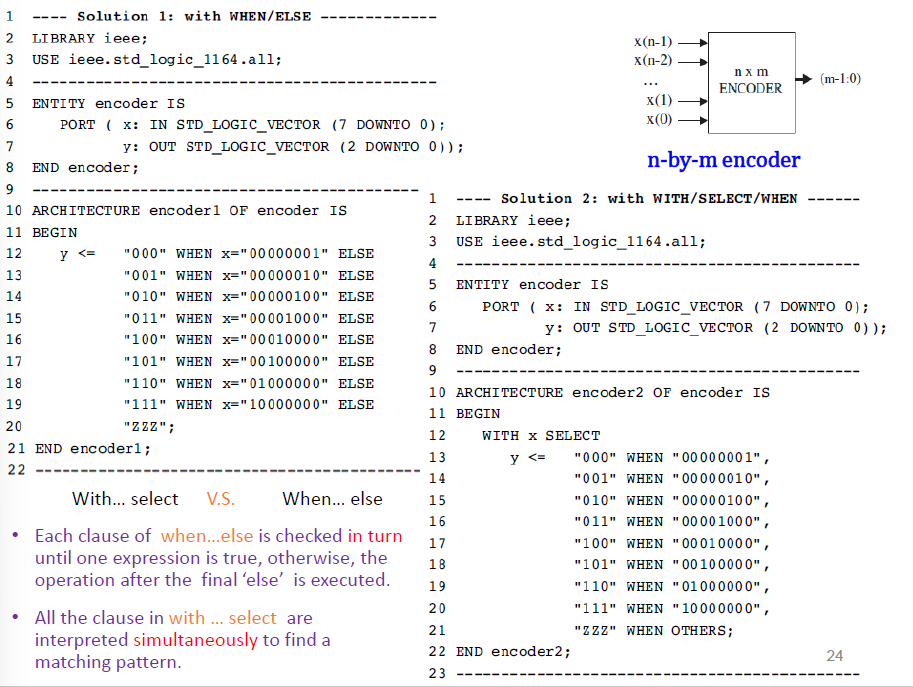 1 ---- Solution 1: with WHEN/ELSE -------------
2 LIBRARY ieee;
3 USE ieee.std_logic_1164.all;
4 ---------------------------------------------
5 ENTITY encoder IS
6 PORT ( x: IN STD_LOGIC_VECTOR (7 DOWNTO 0);
7 y: OUT STD_LOGIC_VECTOR (2 DOWNTO 0));
8 END encoder;
9 -------------------------------------------
10 ARCHITECTURE encoder1 OF encoder IS
11 BEGIN
12 y <= "000" WHEN x="00000001" ELSE
13 "001" WHEN x="00000010" ELSE
14 "010" WHEN x="00000100" ELSE
15 "011" WHEN x="00001000" ELSE
16 "100" WHEN x="00010000" ELSE
17 "101" WHEN x="00100000" ELSE
18 "110" WHEN x="01000000" ELSE
19 "111" WHEN x="10000000" ELSE
20 "ZZZ";
21 END encoder1;
22 -------------------------------------------
With... select V.S. When... else
• Each clause of when...else is checked in turn
until one expression is true, otherwise, the
operation after the final ‘else’ is executed.
• All the clause in with ... select are
interpreted simultaneously to find a
matching pattern.
x(n-1)
x(n-2)
...
x(1)
x(0)
n x m
ENCODER
(m-1:0)
n-by-m encoder
1 ---- Solution 2: with WITH/SELECT/WHEN ------
2 LIBRARY ieee;
3 USE ieee.std_logic_1164.all;
4 ---------------------------------------------
5 ENTITY encoder IS
6 PORT ( x: IN STD_LOGIC_VECTOR (7 DOWNTO 0);
7 y: OUT STD_LOGIC_VECTOR (2 DOWNTO 0));
8 END encoder;
9 ---------------------------------------------
10 ARCHITECTURE encoder2 OF encoder IS
11 BEGIN
12 WITH x SELECT
13 y <= "000" WHEN "00000001",
14 "001" WHEN "00000010",
15 "010" WHEN "00000100",
16 "011" WHEN "00001000",
17 "100" WHEN "00010000",
18 "101" WHEN "00100000",
19 "110" WHEN "01000000",
20 "111" WHEN "10000000",
21 "ZZZ" WHEN OTHERS;
22 END encoder2;
23 ---------------------------------------------
24